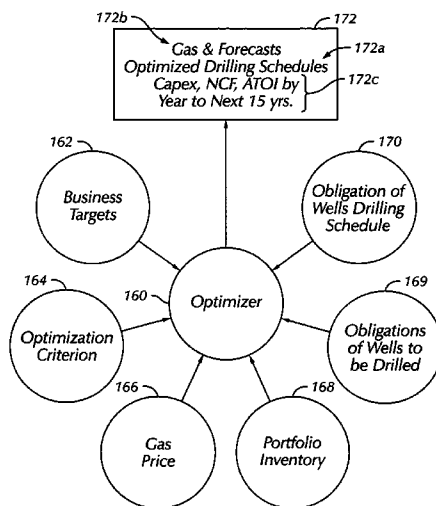 172b
172
Gas & Forecasts
172a
Optimized Drilling Schedules
Capex, NCF, ATOI by
172c
Year to Next 15 yrs.
162
170
Business
Targets
Obligation of
Wells Drilling
Schedule
164
160
169
Optimizer
Optimization
Criterion
Obligations
of Wells to
be Drilled
166
168
Gas
Price
Portfolio
Inventory